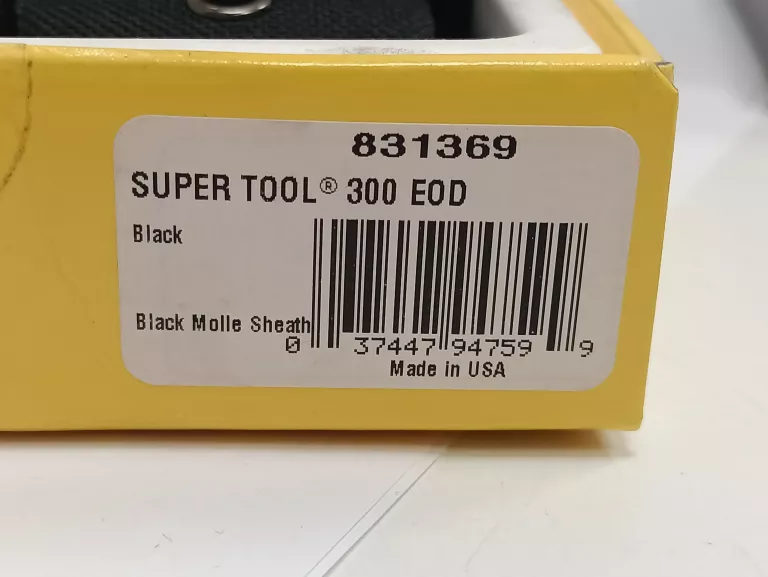 831369
SUPER TOOL® 300 EOD
Black
Black Molle Sheath
0 37447 94759 9
Made in USA